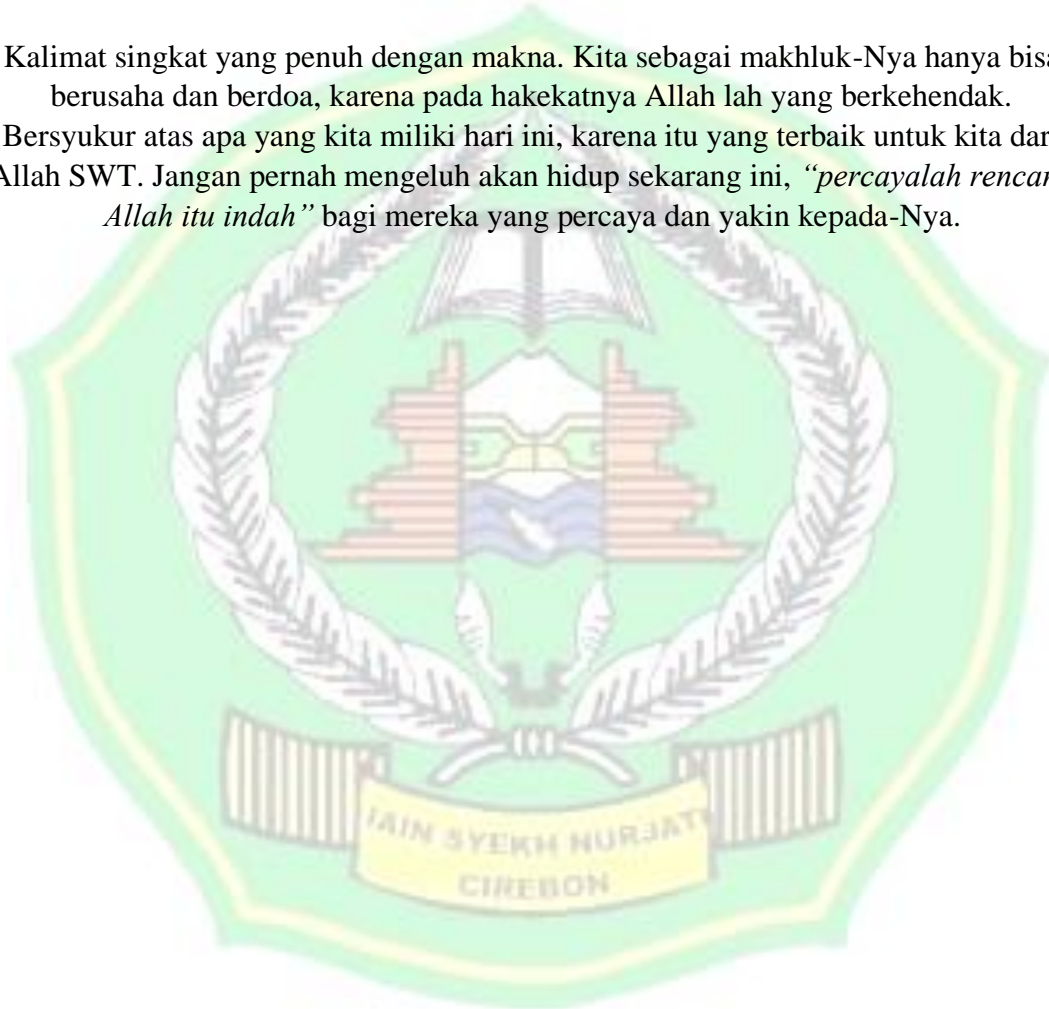 Kalimat singkat yang penuh dengan makna. Kita sebagai makhluk-Nya hanya bisa
berusaha dan berdoa, karena pada hakekatnya Allah lah yang berkehendak.
Bersyukur atas apa yang kita miliki hari ini, karena itu yang terbaik untuk kita dar
Allah SWT. Jangan pernah mengeluh akan hidup sekarang ini, “percayalah rencan
Allah itu indah” bagi mereka yang percaya dan yakin kepada-Nya.
IAIN SYEKH NURJATI
CIREBON